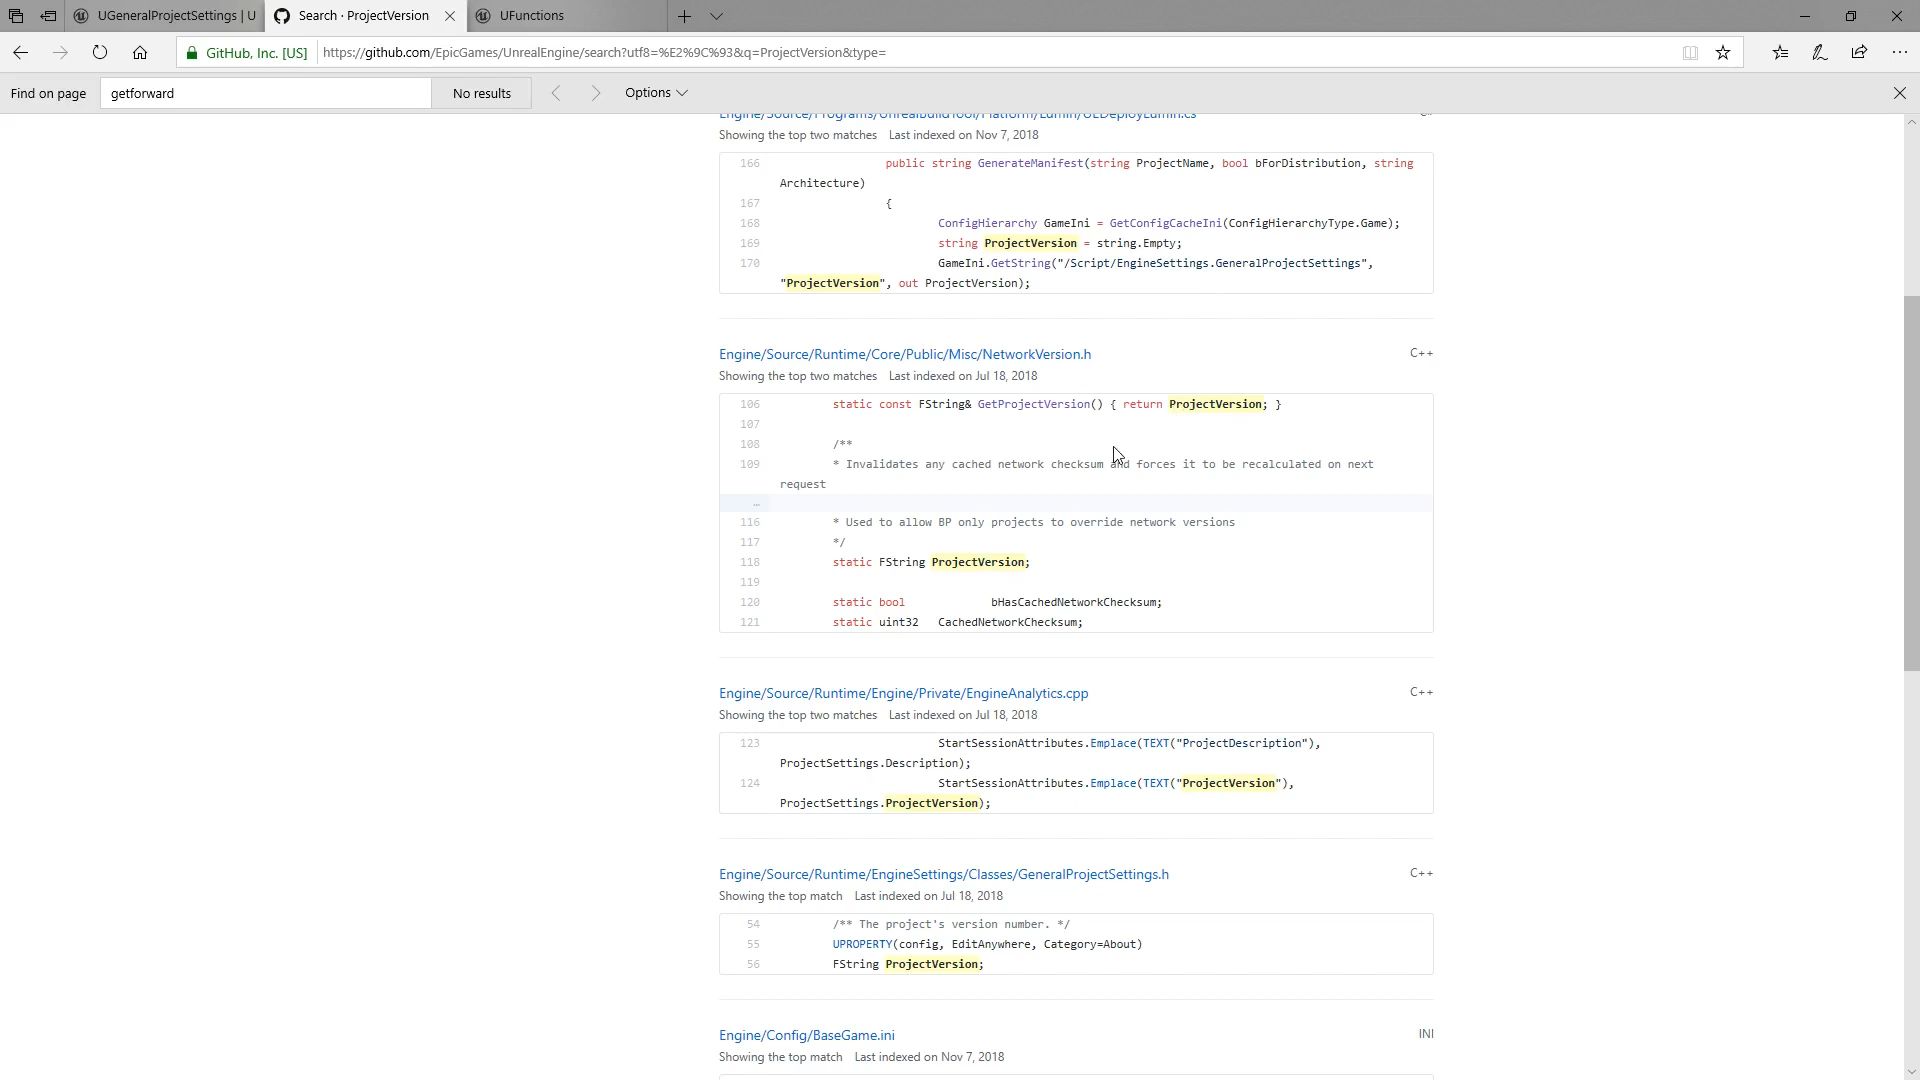 UGeneralProjectSettings | U
Search · ProjectVersion
UFunctions
GitHub, Inc. [US]
https://github.com/EpicGames/UnrealEngine/search?utf8=%E2%9C%93&q=ProjectVersion&type=
Find on page
getforward
No results
Options
Engine/Source/Programs/UnrealBuildTool/Platform/Lumin/UEDeployLumin.cs
C#
Showing the top two matches Last indexed on Nov 7, 2018
166 public string GenerateManifest(string ProjectName, bool bForDistribution, string
Architecture)
167 {
168 ConfigHierarchy GameIni = GetConfigCacheIni(ConfigHierarchyType.Game);
169 string ProjectVersion = string.Empty;
170 GameIni.GetString("/Script/EngineSettings.GeneralProjectSettings",
"ProjectVersion", out ProjectVersion);
Engine/Source/Runtime/Core/Public/Misc/NetworkVersion.h
C++
Showing the top two matches Last indexed on Jul 18, 2018
106 static const FString& GetProjectVersion() { return ProjectVersion; }
107
108 /**
109 * Invalidates any cached network checksum and forces it to be recalculated on next
request
…
116 * Used to allow BP only projects to override network versions
117 */
118 static FString ProjectVersion;
119
120 static bool bHasCachedNetworkChecksum;
121 static uint32 CachedNetworkChecksum;
Engine/Source/Runtime/Engine/Private/EngineAnalytics.cpp
C++
Showing the top two matches Last indexed on Jul 18, 2018
123 StartSessionAttributes.Emplace(TEXT("ProjectDescription"),
ProjectSettings.Description);
124 StartSessionAttributes.Emplace(TEXT("ProjectVersion"),
ProjectSettings.ProjectVersion);
Engine/Source/Runtime/EngineSettings/Classes/GeneralProjectSettings.h
C++
Showing the top match Last indexed on Jul 18, 2018
54 /** The project's version number. */
55 UPROPERTY(config, EditAnywhere, Category=About)
56 FString ProjectVersion;
Engine/Config/BaseGame.ini
INI
Showing the top match Last indexed on Nov 7, 2018